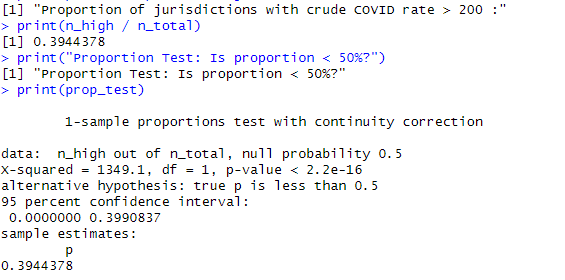 [1] "Proportion of jurisdictions with crude COVID rate > 200 :"
> print(n_high / n_total)
[1] 0.3944378
> print("Proportion Test: Is proportion < 50%?")
[1] "Proportion Test: Is proportion < 50%?"
> print(prop_test)
1-sample proportions test with continuity correction
data:  n_high out of n_total, null probability 0.5
X-squared = 1349.1, df = 1, p-value < 2.2e-16
alternative hypothesis: true p is less than 0.5
95 percent confidence interval:
0.0000000 0.3990837
sample estimates:
p
0.3944378